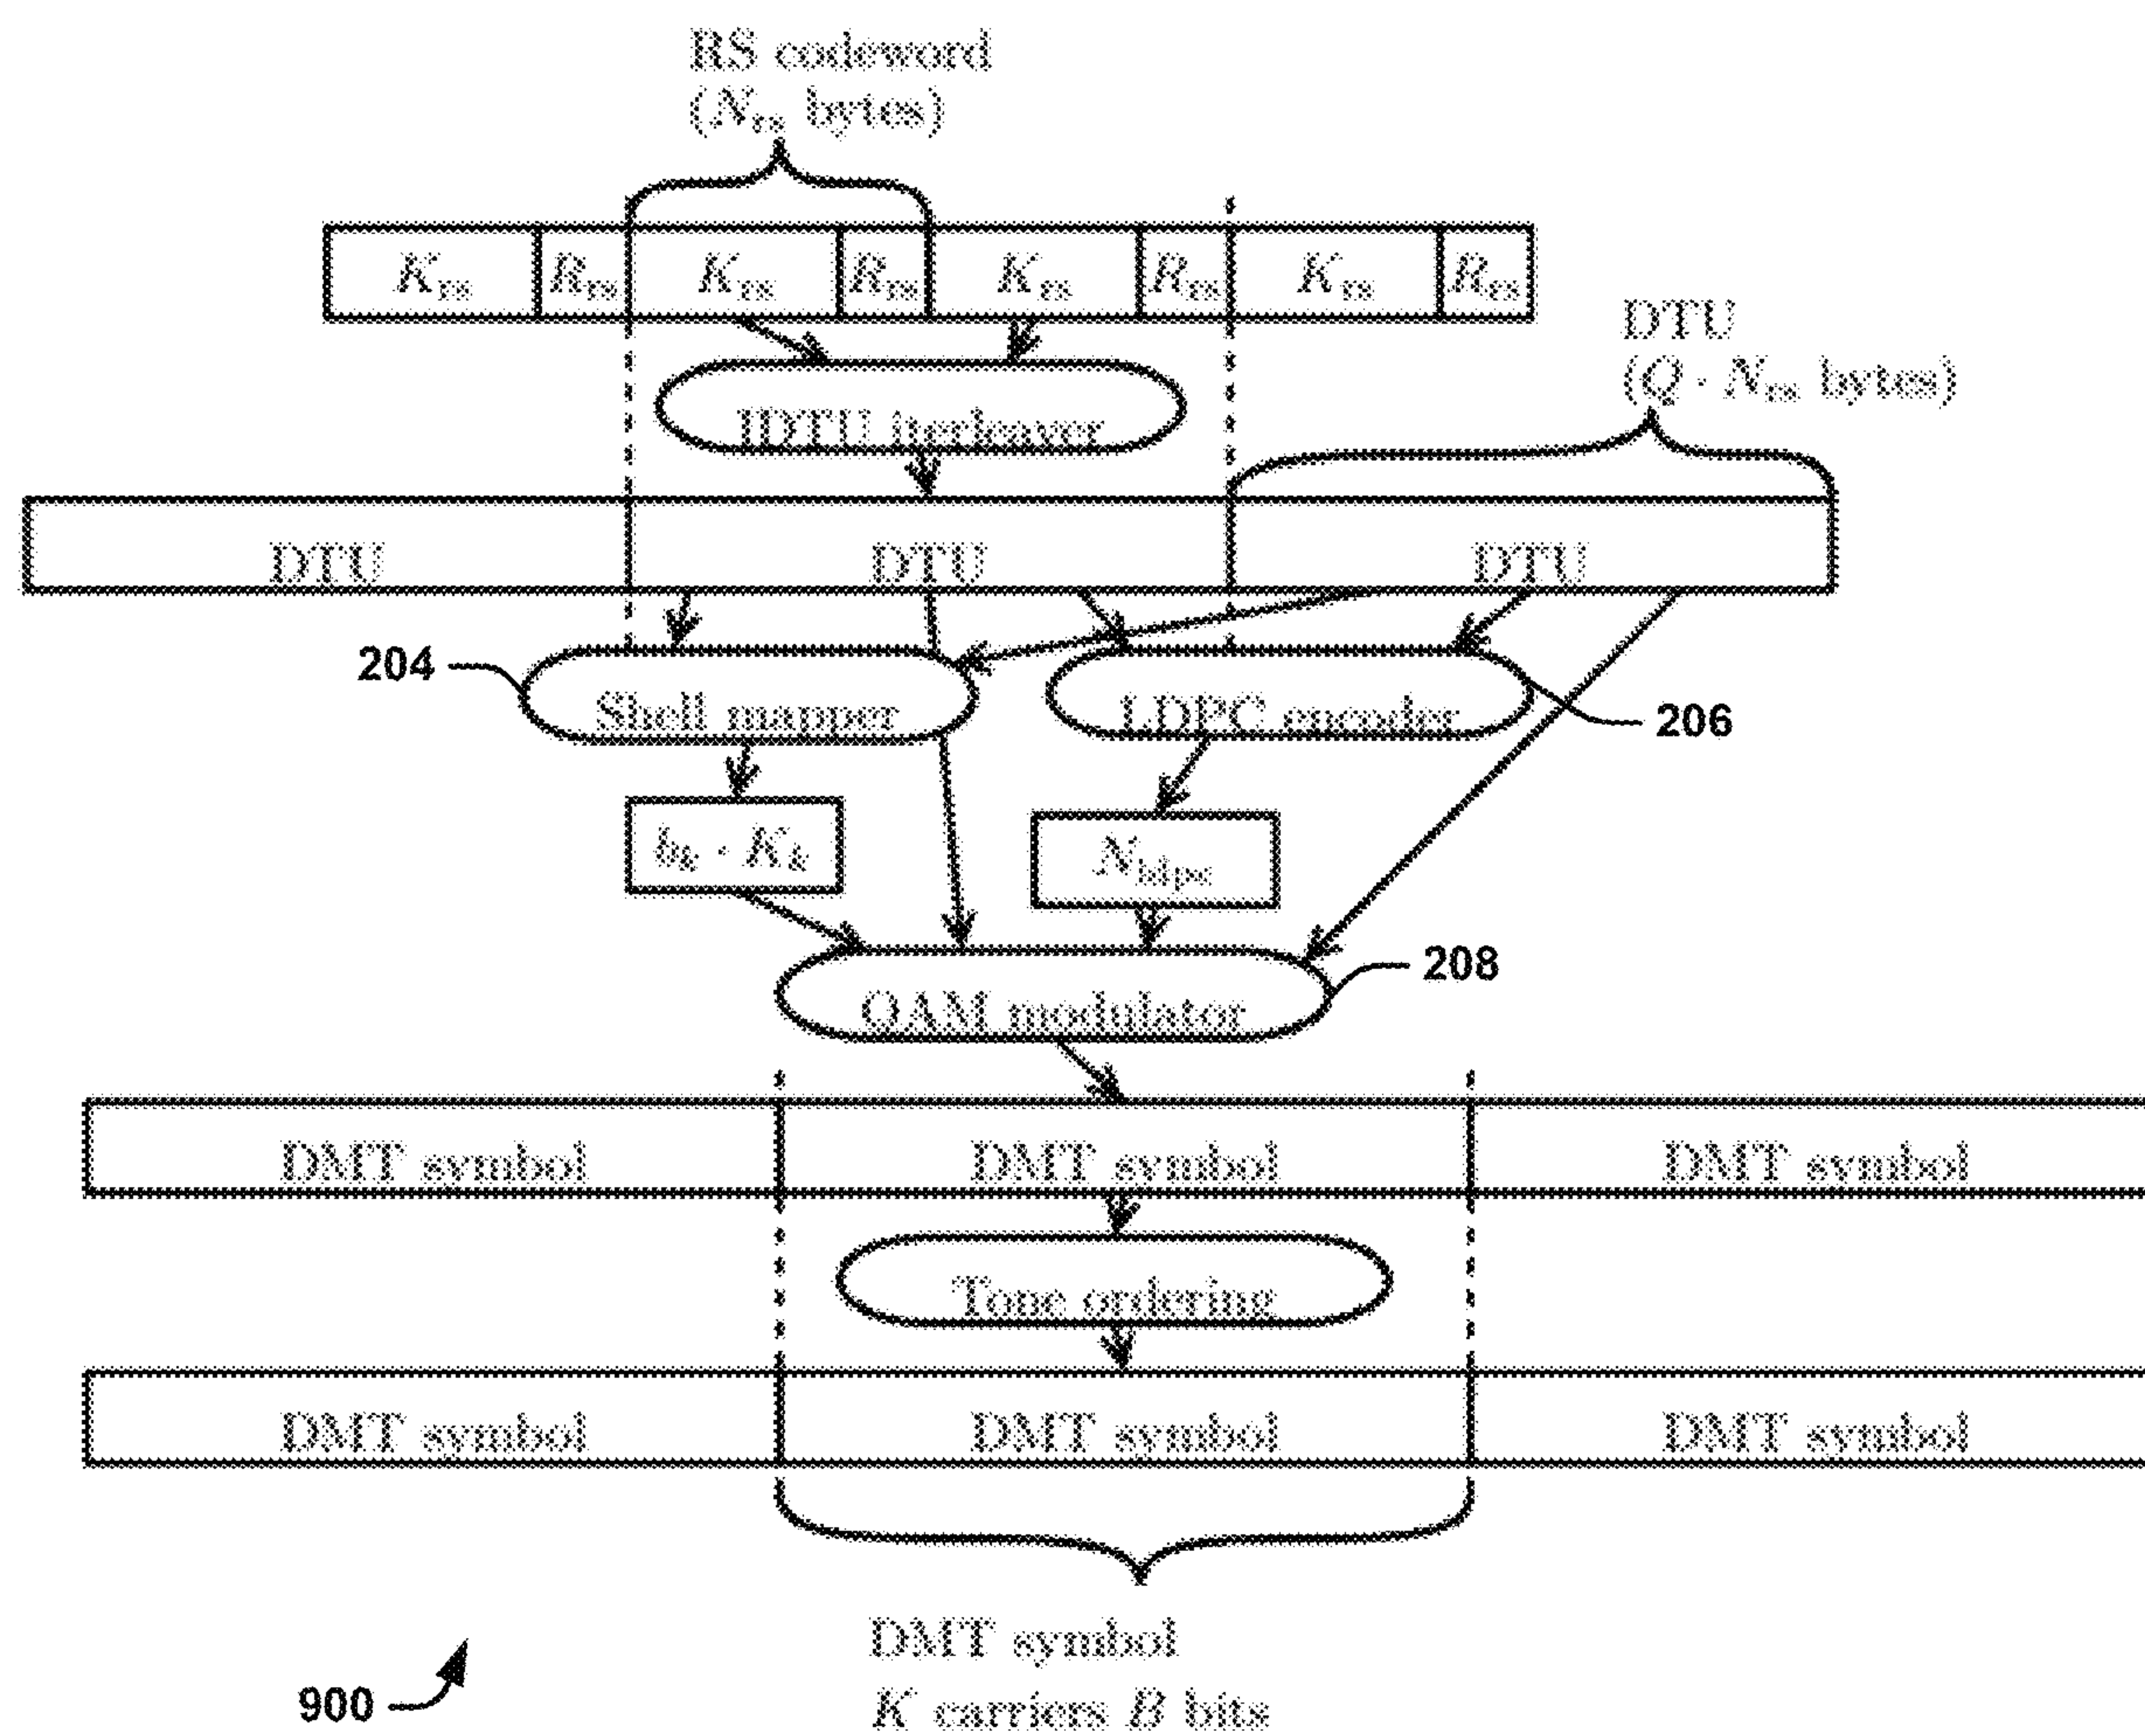 RS codeword
(N_rs bytes)
K_rs R_rs K_rs R_rs K_rs R_rs K_rs R_rs
DTU
(Q · N_rs bytes)
IDTU iterleaver
DTU DTU DTU
204 Shell mapper LDPC encoder 206
b_k · K_k
QAM modulator 208
DMT symbol DMT symbol DMT symbol
Tone ordering
DMT symbol DMT symbol DMT symbol
DMT symbol
K carriers B bits
900